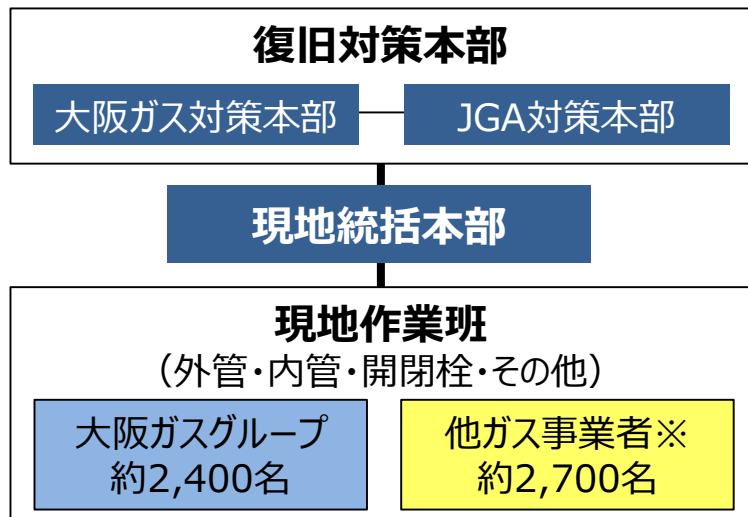 復旧対策本部
大阪ガス対策本部
JGA対策本部
現地統括本部
現地作業班
（外管・内管・開閉栓・その他）
大阪ガスグループ
約2,400名
他ガス事業者※
約2,700名